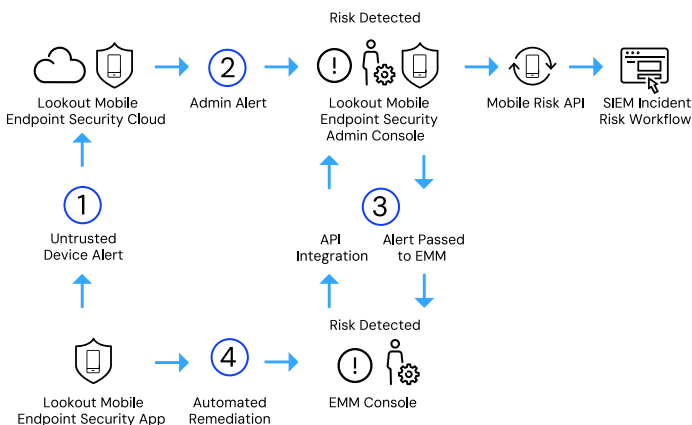 Risk Detected
2
Lookout Mobile
Endpoint Security Cloud
Admin Alert
Lookout Mobile
Endpoint Security
Admin Console
Mobile Risk API
SIEM Incident
Risk Workflow
1
Untrusted
Device Alert
3
API
Integration
Alert Passed
to EMM
Risk Detected
4
Lookout Mobile
Endpoint Security App
Automated
Remediation
EMM Console